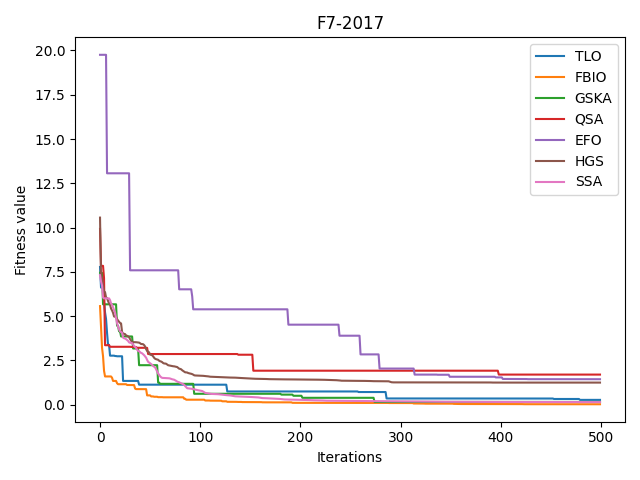 F7-2017
Fitness value
20.0
17.5
15.0
12.5
10.0
7.5
5.0
2.5
0.0
TLO
FBIO
GSKA
QSA
EFO
HGS
SSA
0 100 200 300 400 500
Iterations